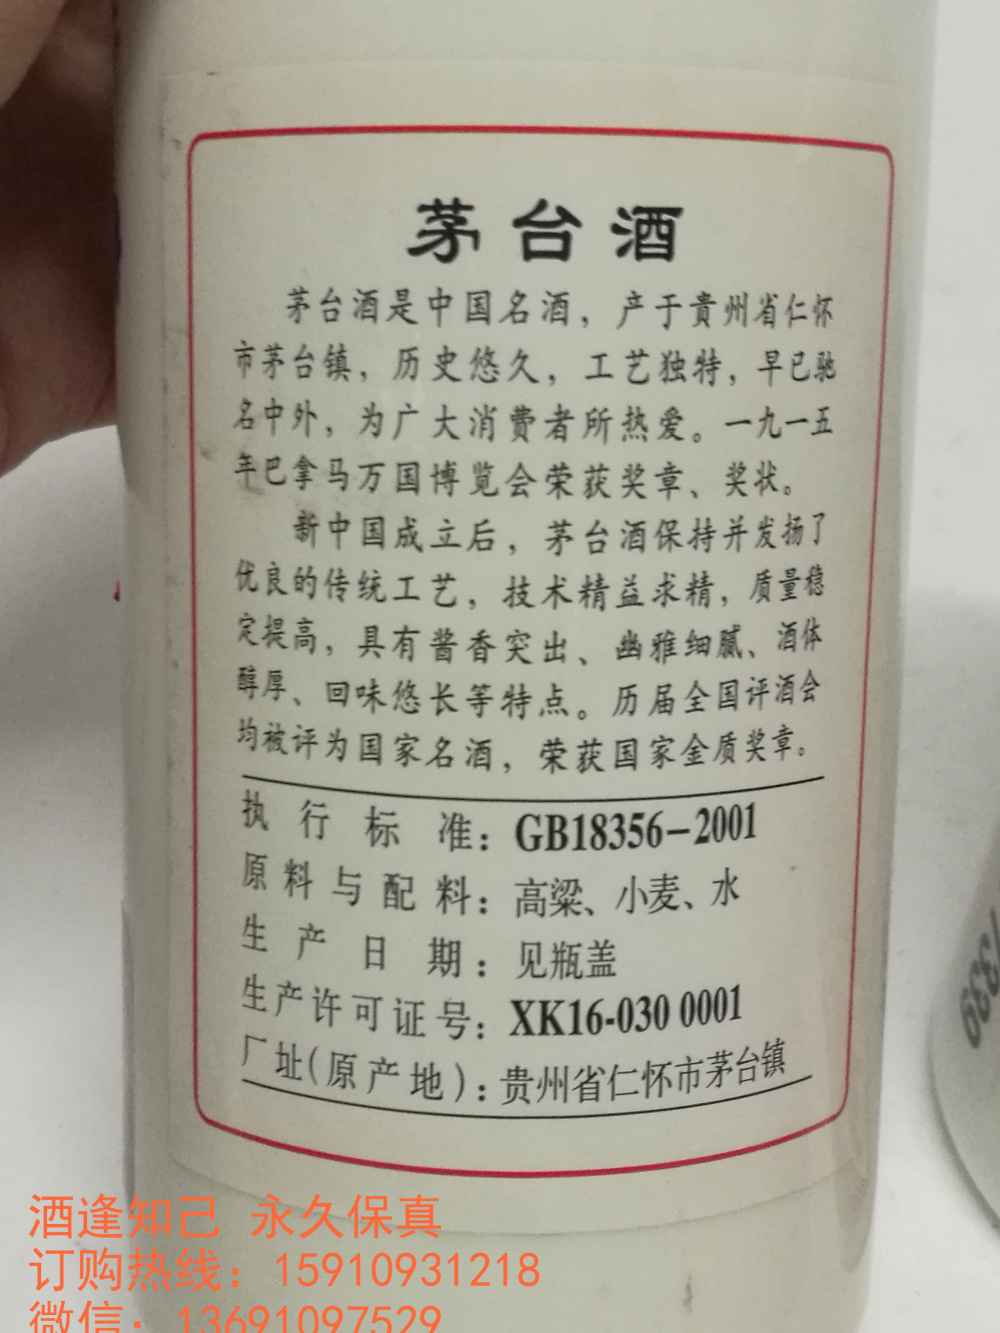 茅台酒
茅台酒是中国名酒，产于贵州省仁怀
市茅台镇，历史悠久，工艺独特，早已驰
名中外，为广大消费者所热爱。一九一五
年巴拿马万国博览会荣获奖章、奖状。
新中国成立后，茅台酒保持并发扬了
优良的传统工艺，技术精益求精，质量稳
定提高，具有酱香突出、幽雅细腻、酒体
醇厚、回味悠长等特点。历届全国评酒会
均被评为国家名酒，荣获国家金质奖章。
执行标准：GB18356-2001
原料与配料：高粱、小麦、水
生产日期：见瓶盖
生产许可证号：XK16-030 0001
厂址(原产地)：贵州省仁怀市茅台镇
339
酒逢知己 永久保真
订购热线：15910931218
微信：13691097529